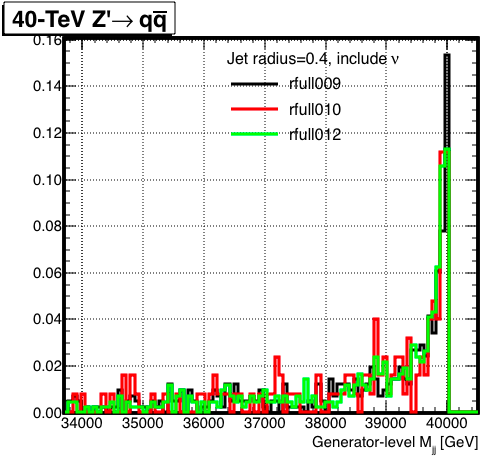 40-TeV Z'→ qq̅
Jet radius=0.4, include ν
rfull009
rfull010
rfull012
0.16
0.14
0.12
0.10
0.08
0.06
0.04
0.02
0.00
34000 35000 36000 37000 38000 39000 40000
Generator-level M_jj [GeV]